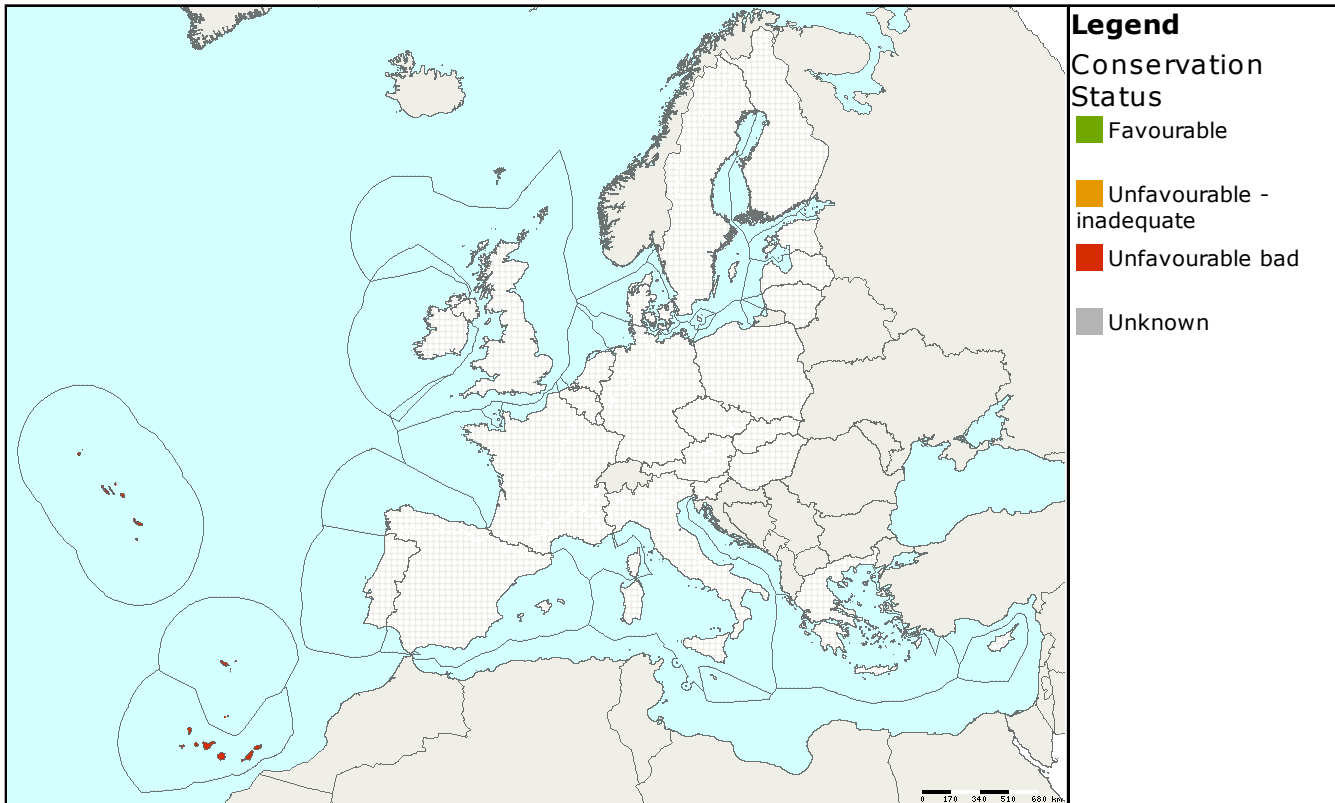 Legend
Conservation
Status
Favourable
Unfavourable -
inadequate
Unfavourable bad
Unknown
0 170 340 510 680 km